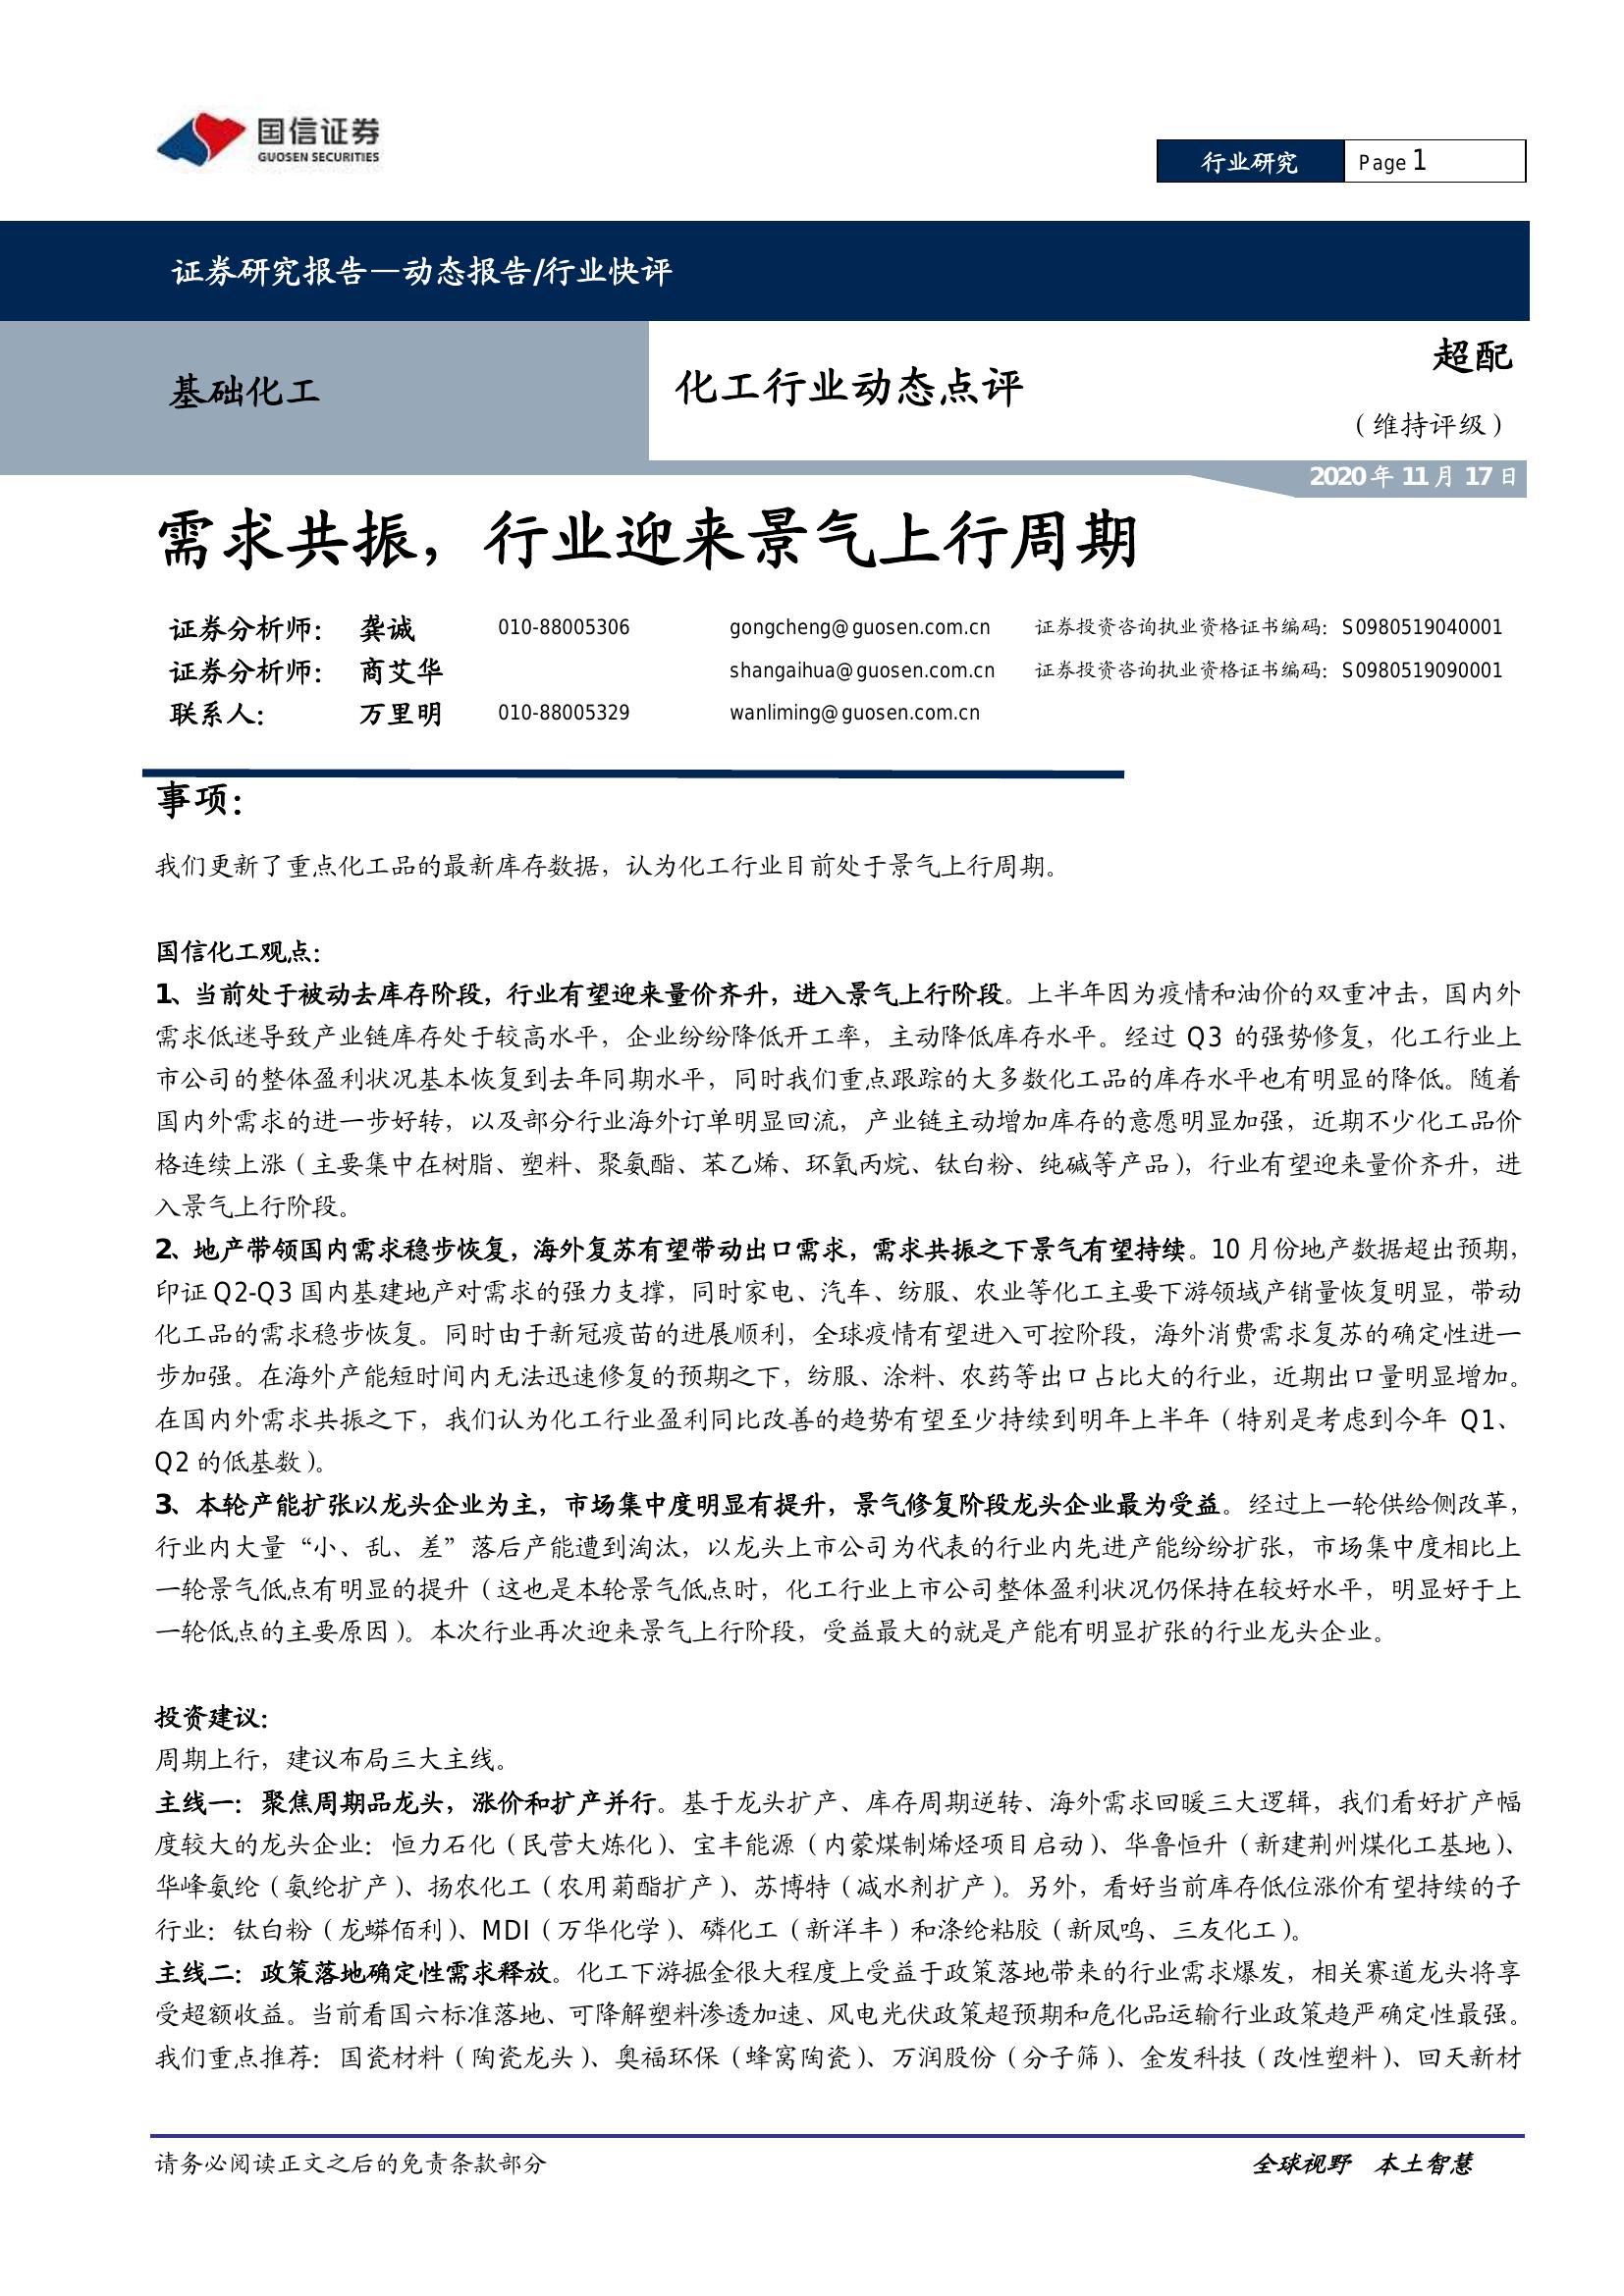 国信证券
GUOSEN SECURITIES
行业研究
Page 1
证券研究报告—动态报告/行业快评
基础化工
化工行业动态点评
超配
（维持评级）
2020 年 11 月 17 日
需求共振，行业迎来景气上行周期
证券分析师： 龚诚 010-88005306 gongcheng@guosen.com.cn 证券投资咨询执业资格证书编码：S0980519040001
证券分析师： 商艾华 shangaihua@guosen.com.cn 证券投资咨询执业资格证书编码：S0980519090001
联系人： 万里明 010-88005329 wanliming@guosen.com.cn
事项：
我们更新了重点化工品的最新库存数据，认为化工行业目前处于景气上行周期。
国信化工观点：
1、当前处于被动去库存阶段，行业有望迎来量价齐升，进入景气上行阶段。上半年因为疫情和油价的双重冲击，国内外
需求低迷导致产业链库存处于较高水平，企业纷纷降低开工率，主动降低库存水平。经过 Q3 的强势修复，化工行业上
市公司的整体盈利状况基本恢复到去年同期水平，同时我们重点跟踪的大多数化工品的库存水平也有明显的降低。随着
国内外需求的进一步好转，以及部分行业海外订单明显回流，产业链主动增加库存的意愿明显加强，近期不少化工品价
格连续上涨（主要集中在树脂、塑料、聚氨酯、苯乙烯、环氧丙烷、钛白粉、纯碱等产品），行业有望迎来量价齐升，进
入景气上行阶段。
2、地产带领国内需求稳步恢复，海外复苏有望带动出口需求，需求共振之下景气有望持续。10 月份地产数据超出预期，
印证 Q2-Q3 国内基建地产对需求的强力支撑，同时家电、汽车、纺服、农业等化工主要下游领域产销量恢复明显，带动
化工品的需求稳步恢复。同时由于新冠疫苗的进展顺利，全球疫情有望进入可控阶段，海外消费需求复苏的确定性进一
步加强。在海外产能短时间内无法迅速修复的预期之下，纺服、涂料、农药等出口占比大的行业，近期出口量明显增加。
在国内外需求共振之下，我们认为化工行业盈利同比改善的趋势有望至少持续到明年上半年（特别是考虑到今年 Q1、
Q2 的低基数）。
3、本轮产能扩张以龙头企业为主，市场集中度明显有提升，景气修复阶段龙头企业最为受益。经过上一轮供给侧改革，
行业内大量“小、乱、差”落后产能遭到淘汰，以龙头上市公司为代表的行业内先进产能纷纷扩张，市场集中度相比上
一轮景气低点有明显的提升（这也是本轮景气低点时，化工行业上市公司整体盈利状况仍保持在较好水平，明显好于上
一轮低点的主要原因）。本次行业再次迎来景气上行阶段，受益最大的就是产能有明显扩张的行业龙头企业。
投资建议：
周期上行，建议布局三大主线。
主线一：聚焦周期品龙头，涨价和扩产并行。基于龙头扩产、库存周期逆转、海外需求回暖三大逻辑，我们看好扩产幅
度较大的龙头企业：恒力石化（民营大炼化）、宝丰能源（内蒙煤制烯烃项目启动）、华鲁恒升（新建荆州煤化工基地）、
华峰氨纶（氨纶扩产）、扬农化工（农用菊酯扩产）、苏博特（减水剂扩产）。另外，看好当前库存低位涨价有望持续的子
行业：钛白粉（龙蟒佰利）、MDI（万华化学）、磷化工（新洋丰）和涤纶粘胶（新凤鸣、三友化工）。
主线二：政策落地确定性需求释放。化工下游掘金很大程度上受益于政策落地带来的行业需求爆发，相关赛道龙头将享
受超额收益。当前看国六标准落地、可降解塑料渗透加速、风电光伏政策超预期和危化品运输行业政策趋严确定性最强。
我们重点推荐：国瓷材料（陶瓷龙头）、奥福环保（蜂窝陶瓷）、万润股份（分子筛）、金发科技（改性塑料）、回天新材
请务必阅读正文之后的免责条款部分
全球视野 本土智慧